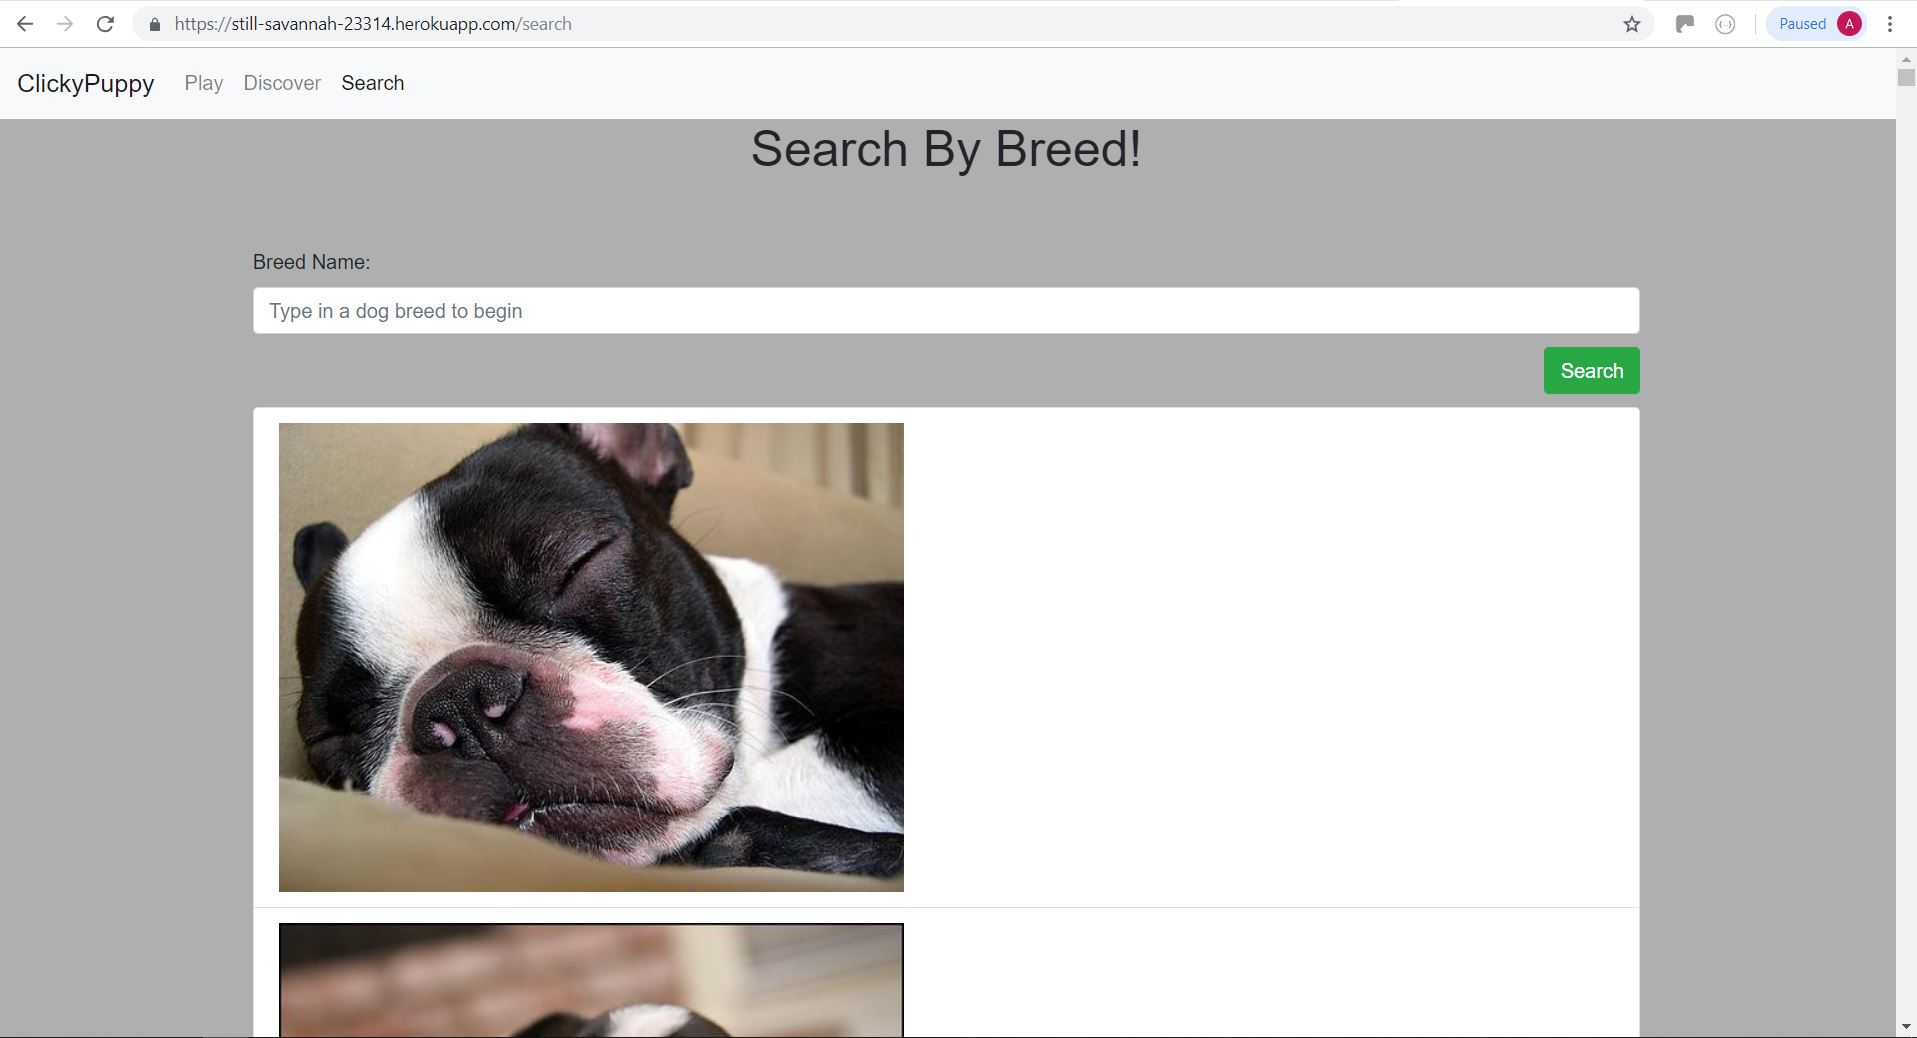 https://still-savannah-23314.herokuapp.com/search
Paused A
ClickyPuppy Play Discover Search
Search By Breed!
Breed Name:
Type in a dog breed to begin
Search